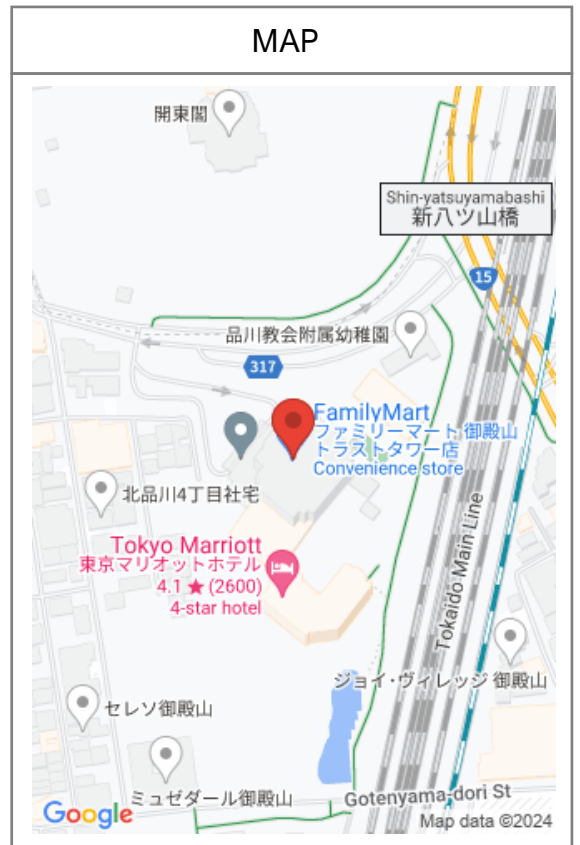 MAP
開東閣
Shin-yatsuyamabashi
新八ツ山橋
15
品川教会附属幼稚園
317
FamilyMart
ファミリーマート 御殿山
トラストタワー店
Convenience store
北品川4丁目社宅
Tokyo Marriott
東京マリオットホテル
4.1 ★ (2600)
4-star hotel
Tokaido Main Line
ジョイ・ヴィレッジ 御殿山
セレソ御殿山
ミュゼダール御殿山
Gotenyama-dori St
Google
Map data ©2024